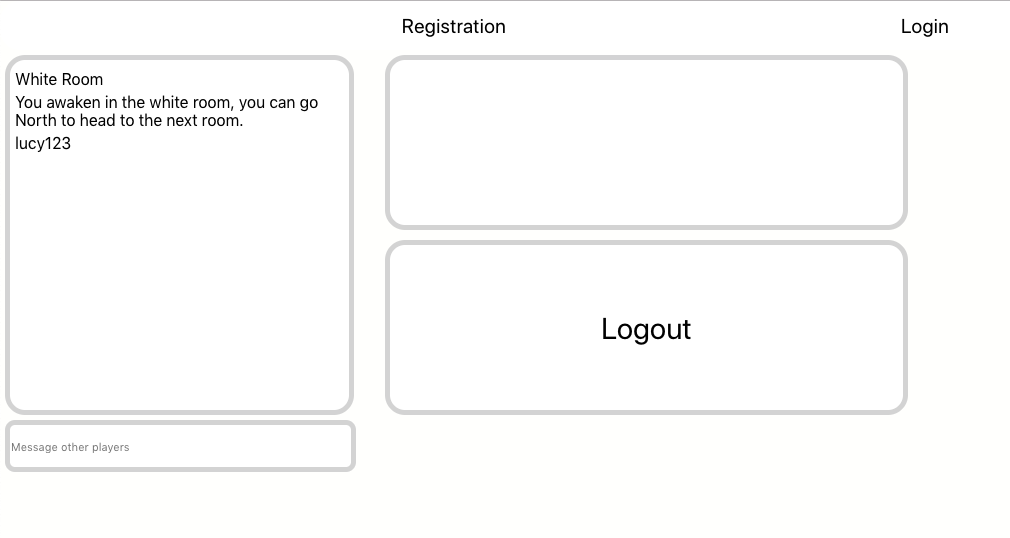 Registration
Login
White Room
You awaken in the white room, you can go
North to head to the next room.
lucy123
Logout
Message other players